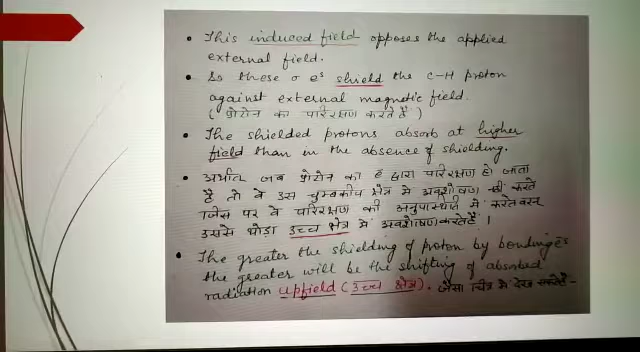 • This induced field opposes the applied
external field.
• So these σ e^s shield the C-H proton
against external magnetic field.
( प्रोटोन का परिरक्षण करते हैं )
• The shielded protons absorb at higher
field than in the absence of shielding.
• अर्थात जब प्रोटोन का e द्वारा परिरक्षण हो जाता
है तो वे उस चुम्बकीय क्षेत्र में अवशोषण नहीं करते
जिस पर वे परिरक्षण की अनुपास्थिति में करते वरन्
उससे थोडा उच्च क्षेत्र में अवशोषण करते हैं ।
• The greater the shielding of proton by bonding e^s
the greater will be the shifting of absorbed
radiation upfield (उच्च क्षेत्र). जैसा चित्र में देख सकते हैं-